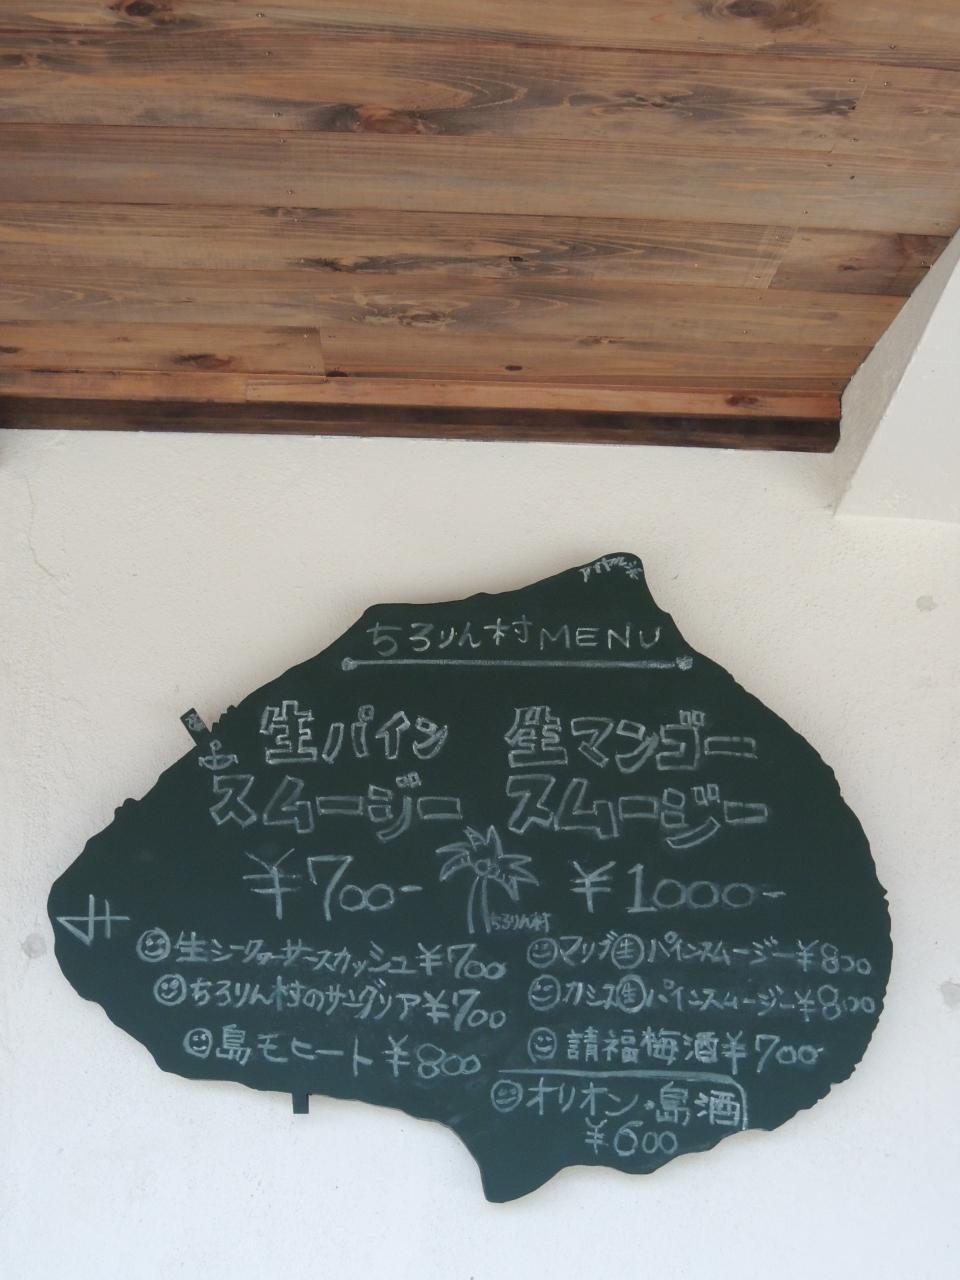 ちろりん村MENU
生パイン
スムージー
¥700-
生マンゴー
スムージー
¥1000-
ちろりん村
生シークヮーサースカッシュ¥700
ちろりん村のサングリア¥700
島モヒート¥800
マリブ生パインスムージー¥800
カシス生パインスムージー¥800
請福梅酒¥700-
オリオン・島酒
¥600